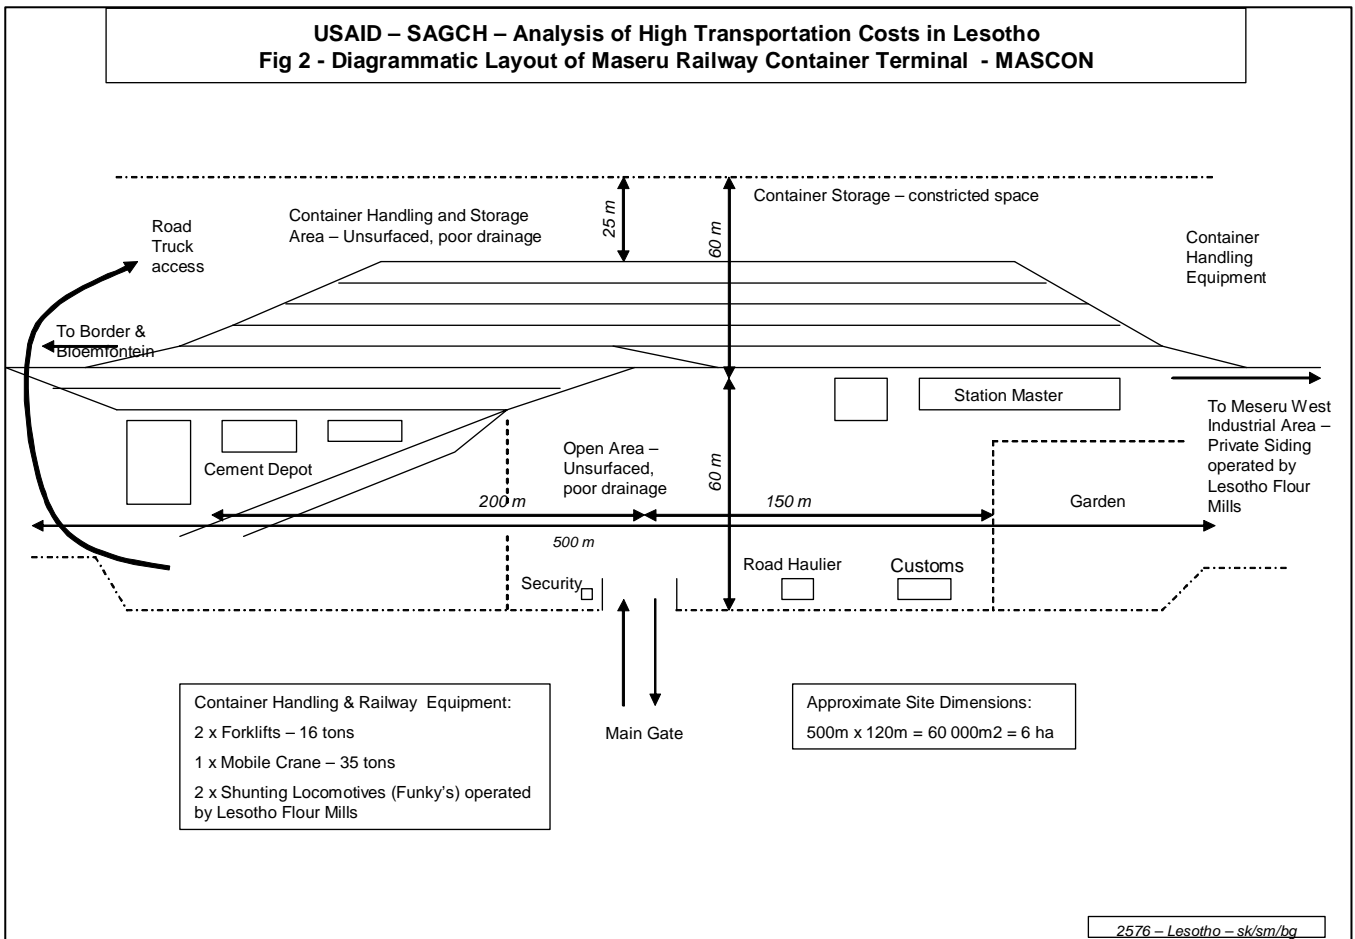 USAID – SAGCH – Analysis of High Transportation Costs in Lesotho
Fig 2 - Diagrammatic Layout of Maseru Railway Container Terminal - MASCON
Container Storage – constricted space
25 m
60 m
Container Handling and Storage
Area – Unsurfaced, poor drainage
Road
Truck
access
Container
Handling
Equipment
To Border &
Bloemfontein
Station Master
To Meseru West
Industrial Area –
Private Siding
operated by
Lesotho Flour
Mills
Cement Depot
Open Area –
Unsurfaced,
poor drainage
60 m
200 m
150 m
Garden
500 m
Security
Road Haulier
Customs
Main Gate
Container Handling & Railway Equipment:
2 x Forklifts – 16 tons
1 x Mobile Crane – 35 tons
2 x Shunting Locomotives (Funky's) operated
by Lesotho Flour Mills
Approximate Site Dimensions:
500m x 120m = 60 000m2 = 6 ha
2576 – Lesotho – sk/sm/bg